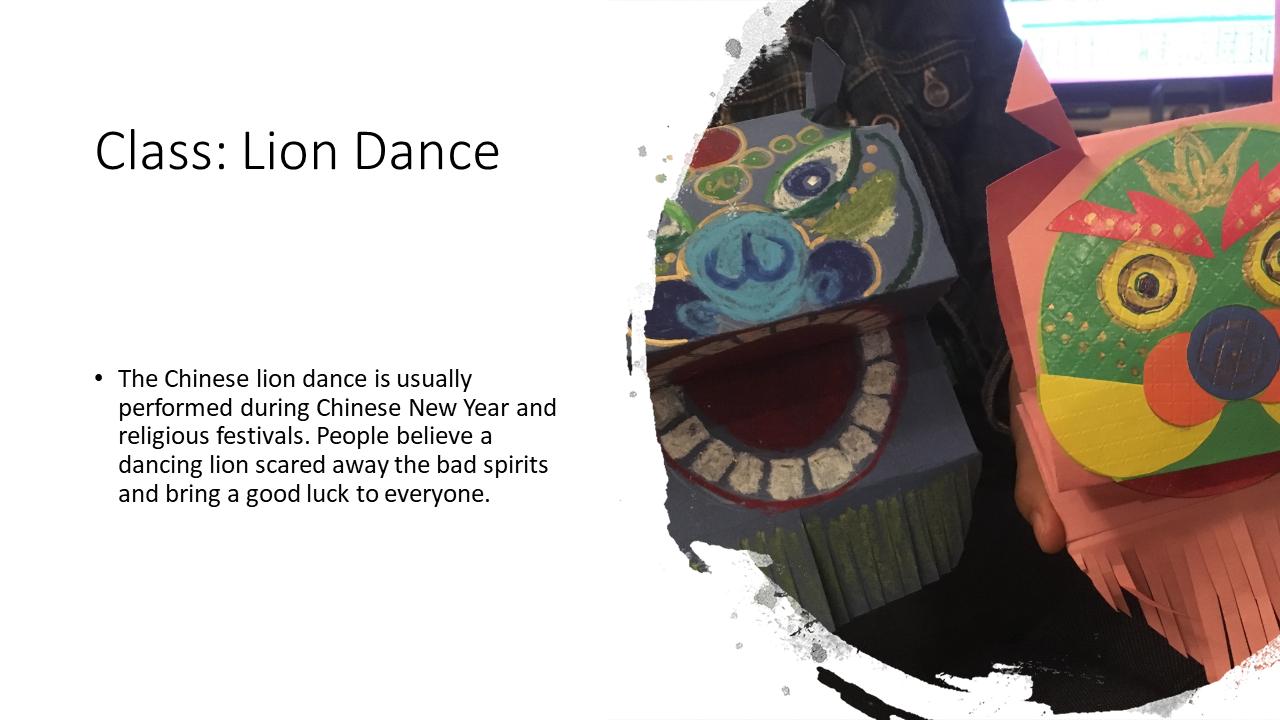 Class: Lion Dance
• The Chinese lion dance is usually
performed during Chinese New Year and
religious festivals. People believe a
dancing lion scared away the bad spirits
and bring a good luck to everyone.